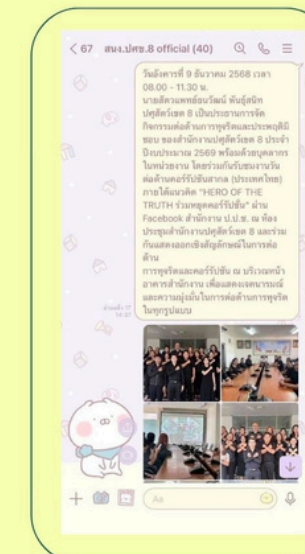 67 สนง.ปศข.8 official (40)
วันอังคารที่ 9 ธันวาคม 2568 เวลา
08.00 - 11.30 น.
นายสัตวแพทย์ธนวัฒน์ พันธุ์สนิท
ปศุสัตว์เขต 8 เป็นประธานการจัด
กิจกรรมต่อต้านการทุจริตและประพฤติมิ
ชอบ ของสำนักงานปศุสัตว์เขต 8 ประจำ
ปีงบประมาณ 2569 พร้อมด้วยบุคลากร
ในหน่วยงาน โดยร่วมกันรับชมงานวัน
ต่อต้านคอร์รัปชันสากล (ประเทศไทย)
ภายใต้แนวคิด "HERO OF THE
TRUTH ร่วมหยุดคอร์รัปชั่น" ผ่าน
Facebook สำนักงาน ป.ป.ช. ณ ห้อง
ประชุมสำนักงานปศุสัตว์เขต 8 และร่วม
กันแสดงออกเชิงสัญลักษณ์ในการต่อ
ต้าน
การทุจริตและคอร์รัปชัน ณ บริเวณหน้า
อาคารสำนักงาน เพื่อแสดงเจตนารมณ์
และความมุ่งมั่นในการต่อต้านการทุจริต
ในทุกรูปแบบ
อ่านแล้ว 17
Aa